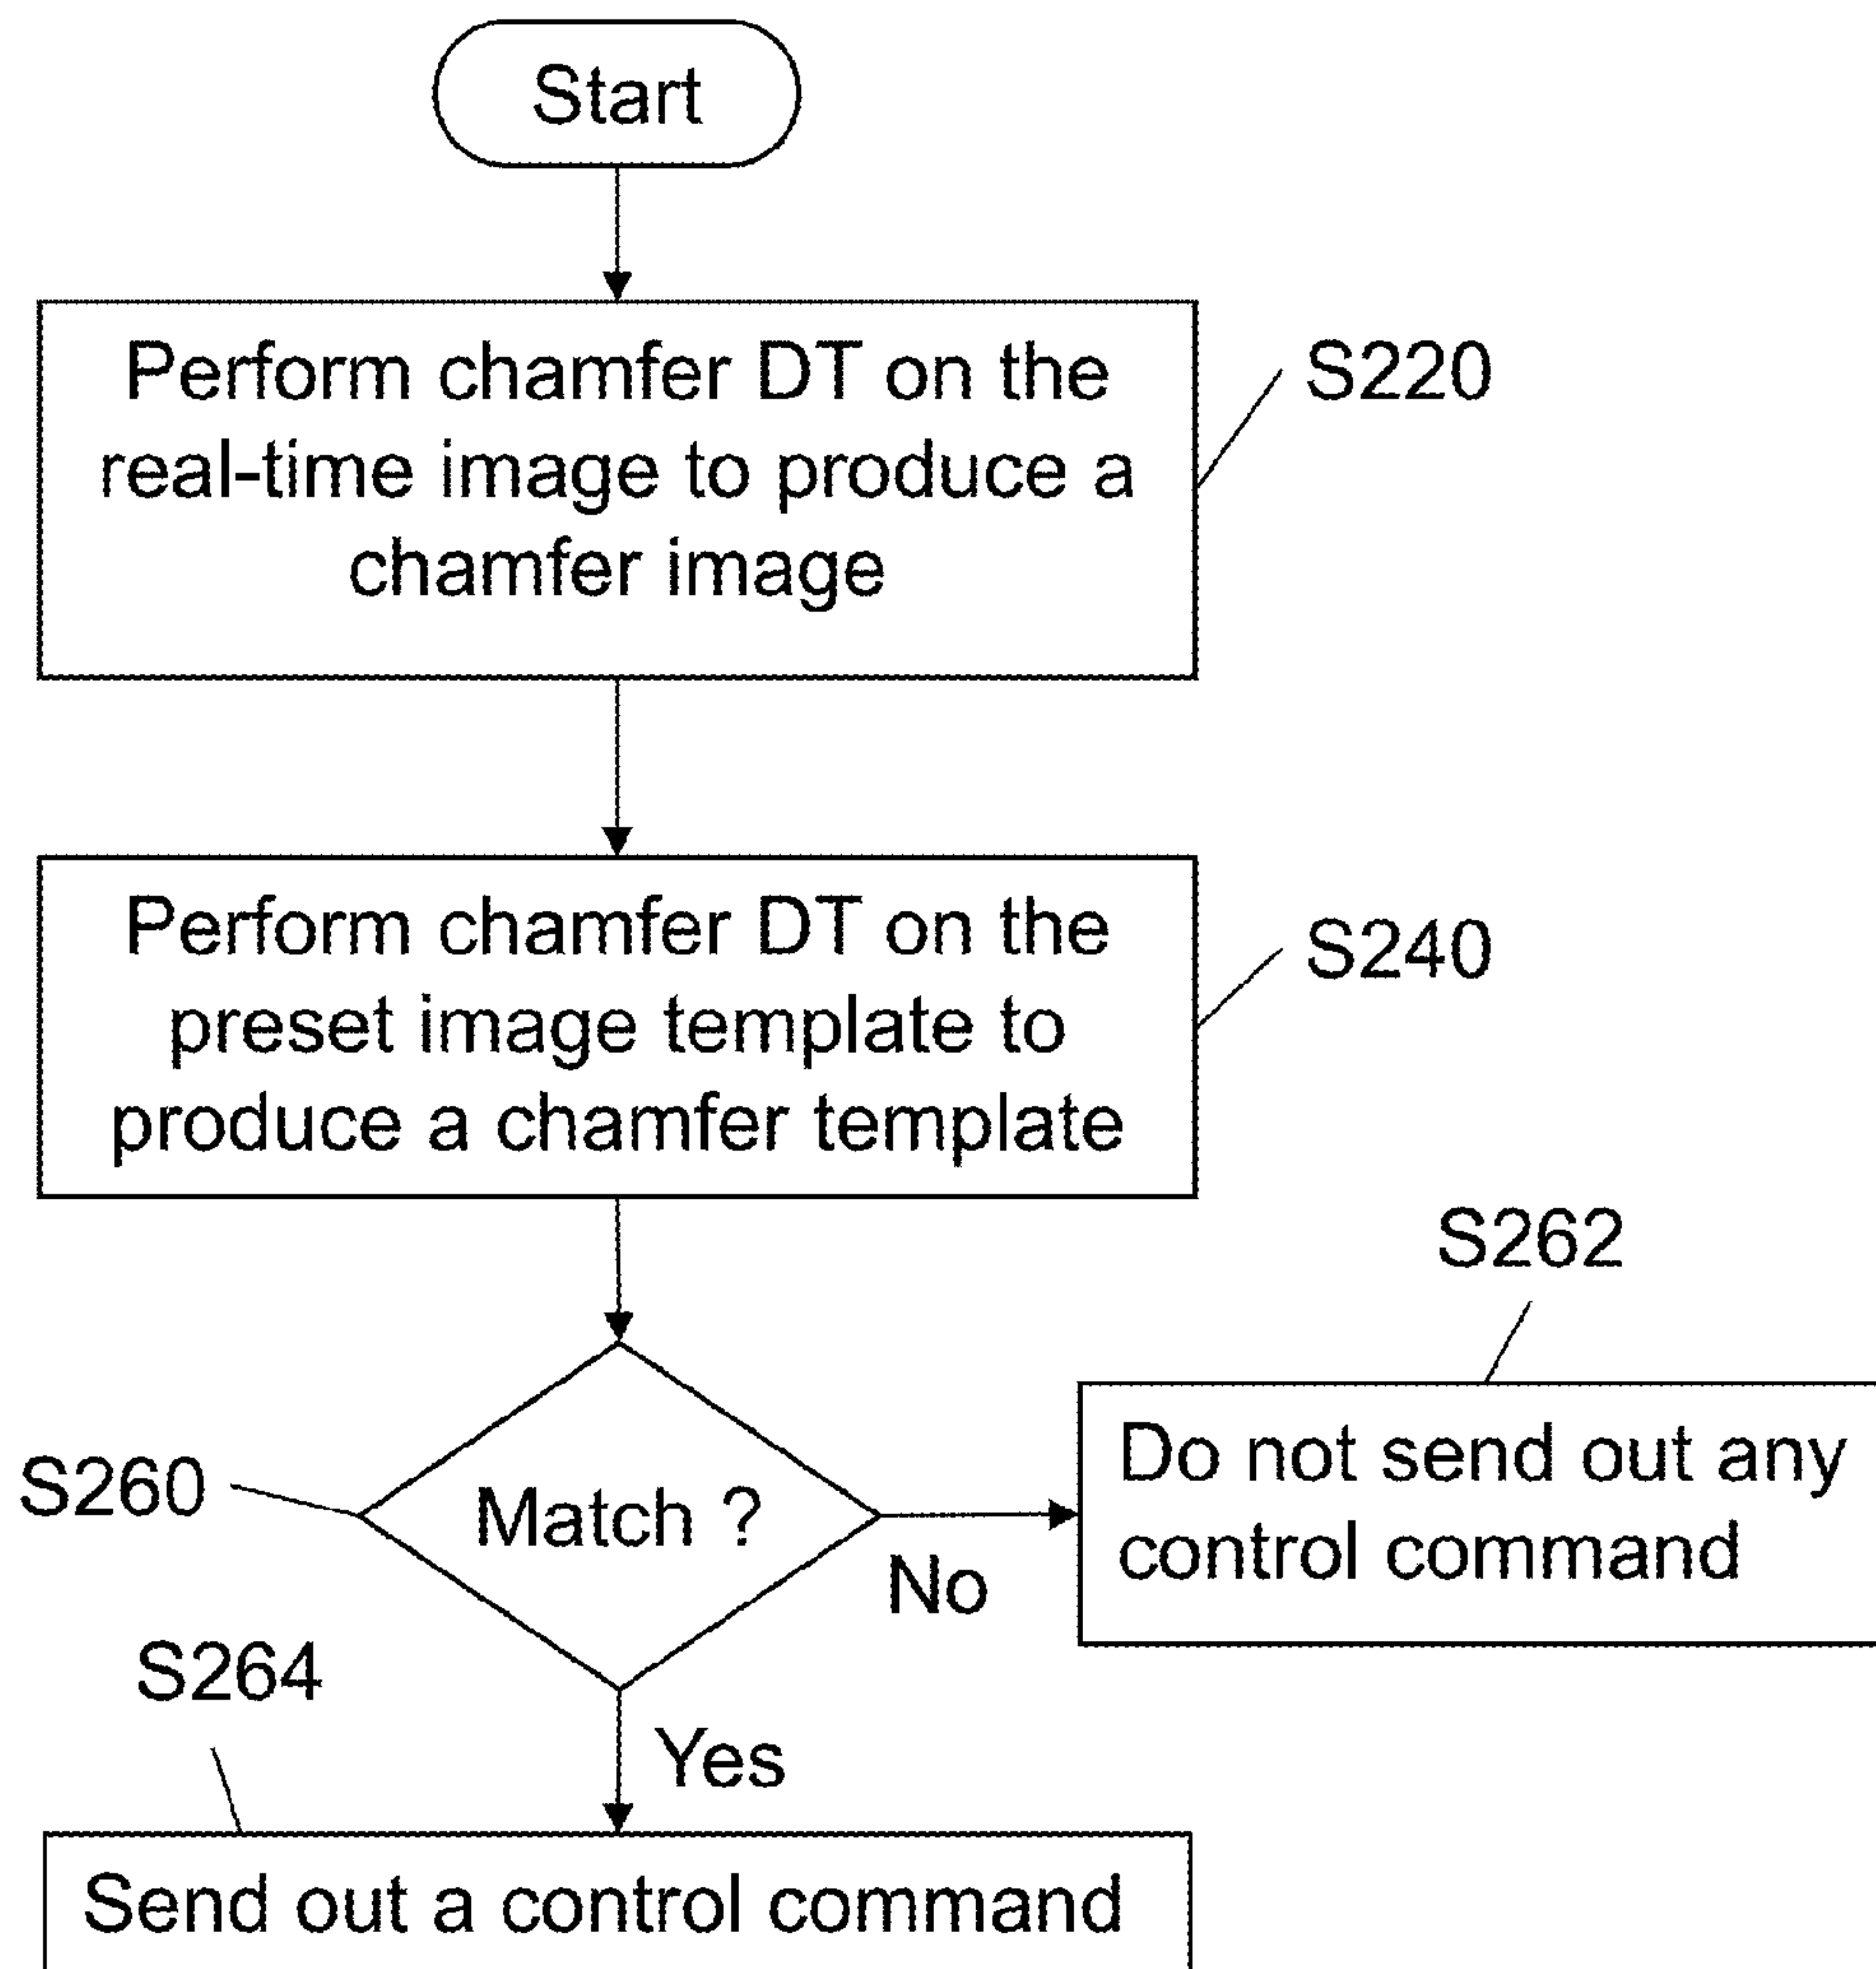 Start
Perform chamfer DT on the
real-time image to produce a
chamfer image
S220
Perform chamfer DT on the
preset image template to
produce a chamfer template
S240
S262
S260
Match ?
No
Do not send out any
control command
S264
Yes
Send out a control command